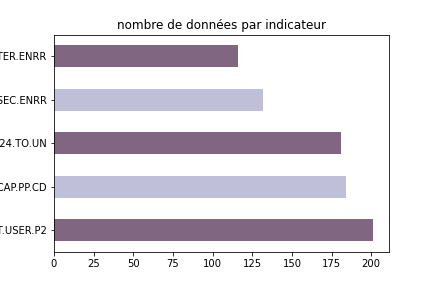 nombre de données par indicateur
TER.ENRR
SEC.ENRR
24.TO.UN
CAP.PP.CD
T.USER.P2
0 25 50 75 100 125 150 175 200